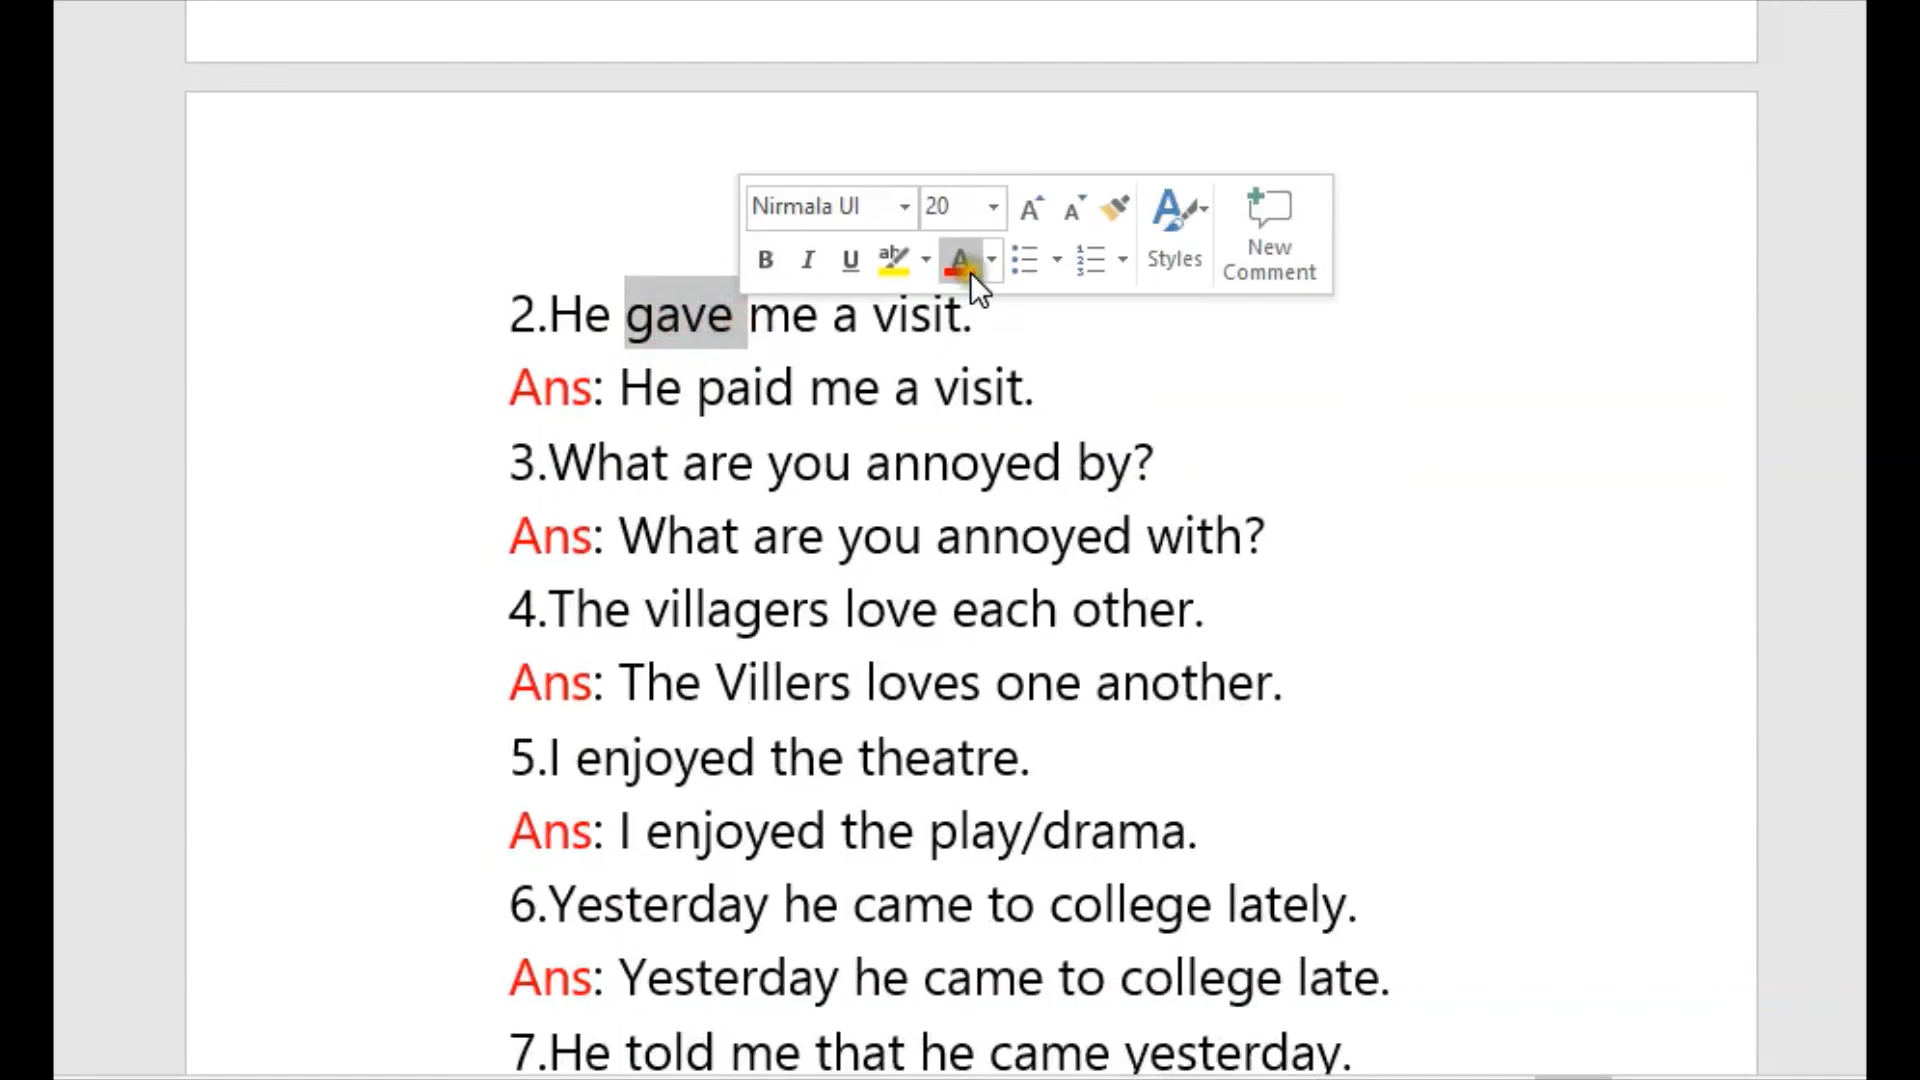 Nirmala UI 20
B I U Styles New Comment
2.He gave me a visit.
Ans: He paid me a visit.
3.What are you annoyed by?
Ans: What are you annoyed with?
4.The villagers love each other.
Ans: The Villers loves one another.
5.I enjoyed the theatre.
Ans: I enjoyed the play/drama.
6.Yesterday he came to college lately.
Ans: Yesterday he came to college late.
7.He told me that he came yesterday.